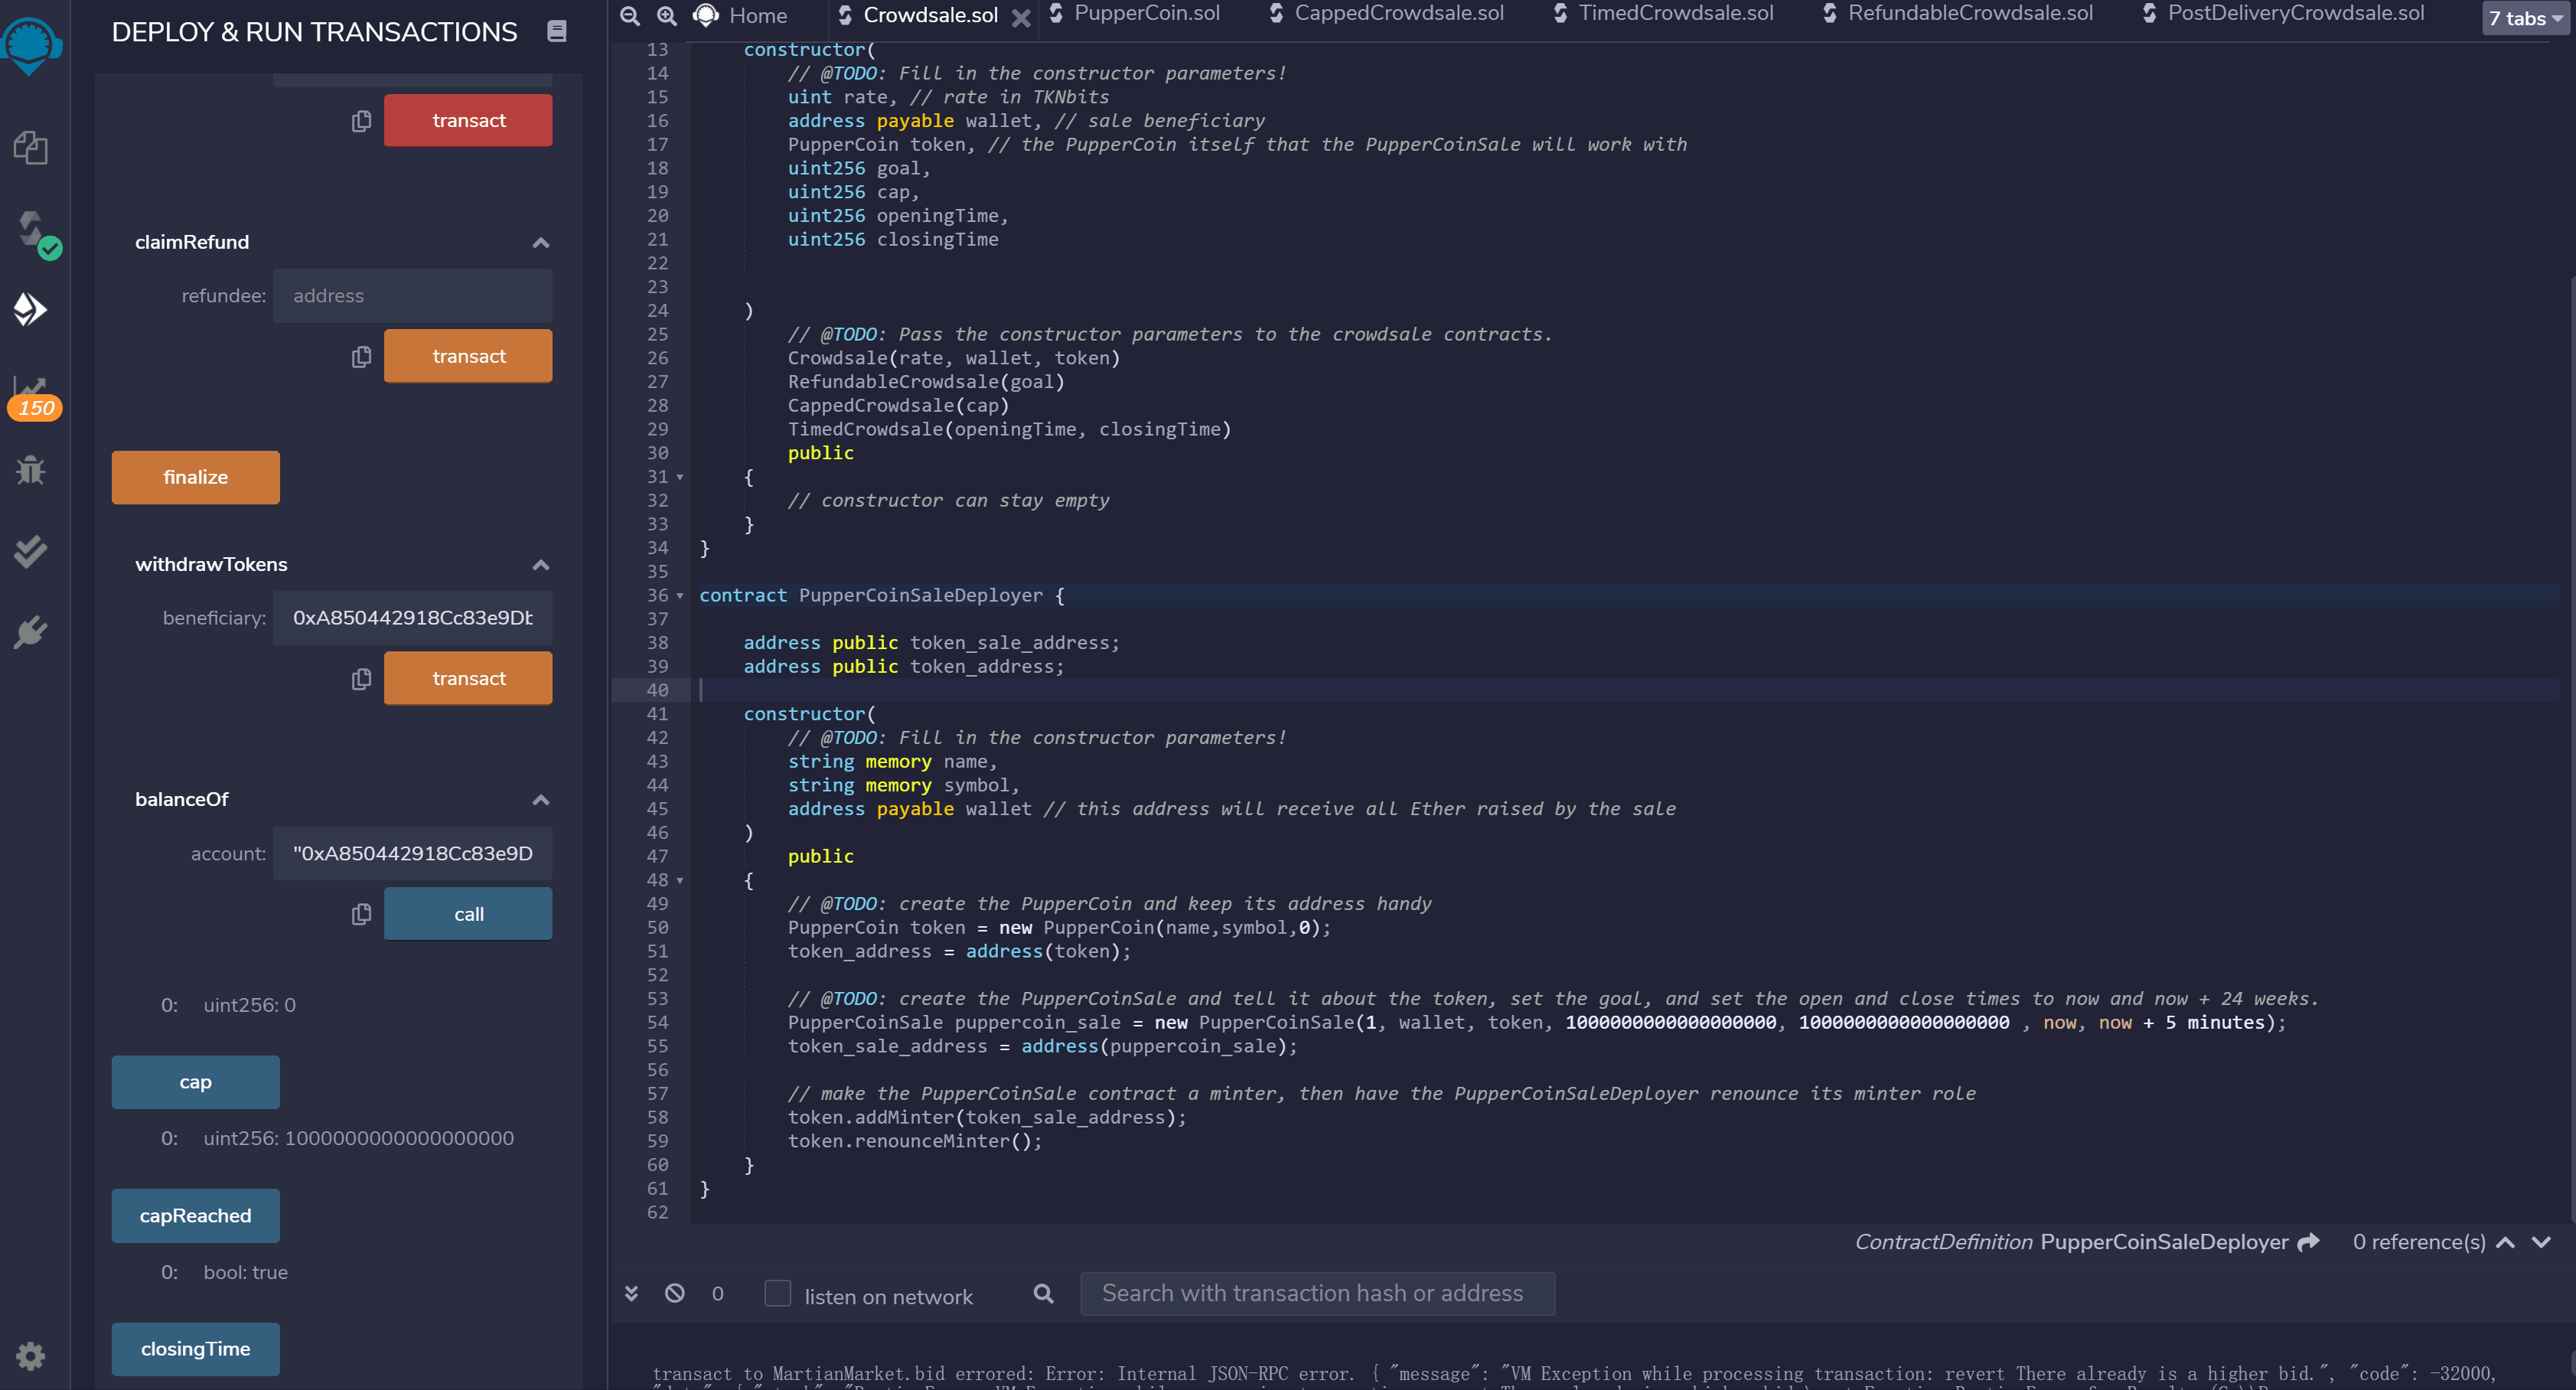 DEPLOY & RUN TRANSACTIONS
transact
claimRefund
refundee: address
transact
150
finalize
withdrawTokens
beneficiary: 0xA850442918Cc83e9Db
transact
balanceOf
account: "0xA850442918Cc83e9D
call
0: uint256: 0
cap
0: uint256: 1000000000000000000
capReached
0: bool: true
closingTime
Home
Crowdsale.sol
PupperCoin.sol
CappedCrowdsale.sol
TimedCrowdsale.sol
RefundableCrowdsale.sol
PostDeliveryCrowdsale.sol
7 tabs
13 constructor(
14 // @TODO: Fill in the constructor parameters!
15 uint rate, // rate in TKNbits
16 address payable wallet, // sale beneficiary
17 PupperCoin token, // the PupperCoin itself that the PupperCoinSale will work with
18 uint256 goal,
19 uint256 cap,
20 uint256 openingTime,
21 uint256 closingTime
22
23
24 )
25 // @TODO: Pass the constructor parameters to the crowdsale contracts.
26 Crowdsale(rate, wallet, token)
27 RefundableCrowdsale(goal)
28 CappedCrowdsale(cap)
29 TimedCrowdsale(openingTime, closingTime)
30 public
31 {
32 // constructor can stay empty
33 }
34 }
35
36 contract PupperCoinSaleDeployer {
37
38 address public token_sale_address;
39 address public token_address;
40
41 constructor(
42 // @TODO: Fill in the constructor parameters!
43 string memory name,
44 string memory symbol,
45 address payable wallet // this address will receive all Ether raised by the sale
46 )
47 public
48 {
49 // @TODO: create the PupperCoin and keep its address handy
50 PupperCoin token = new PupperCoin(name,symbol,0);
51 token_address = address(token);
52
53 // @TODO: create the PupperCoinSale and tell it about the token, set the goal, and set the open and close times to now and now + 24 weeks.
54 PupperCoinSale puppercoin_sale = new PupperCoinSale(1, wallet, token, 1000000000000000000, 1000000000000000000 , now, now + 5 minutes);
55 token_sale_address = address(puppercoin_sale);
56
57 // make the PupperCoinSale contract a minter, then have the PupperCoinSaleDeployer renounce its minter role
58 token.addMinter(token_sale_address);
59 token.renounceMinter();
60 }
61 }
62
ContractDefinition PupperCoinSaleDeployer 0 reference(s)
0 listen on network Search with transaction hash or address
transact to MartianMarket.bid errored: Error: Internal JSON-RPC error. { "message": "VM Exception while processing transaction: revert There already is a higher bid.", "code": -32000,